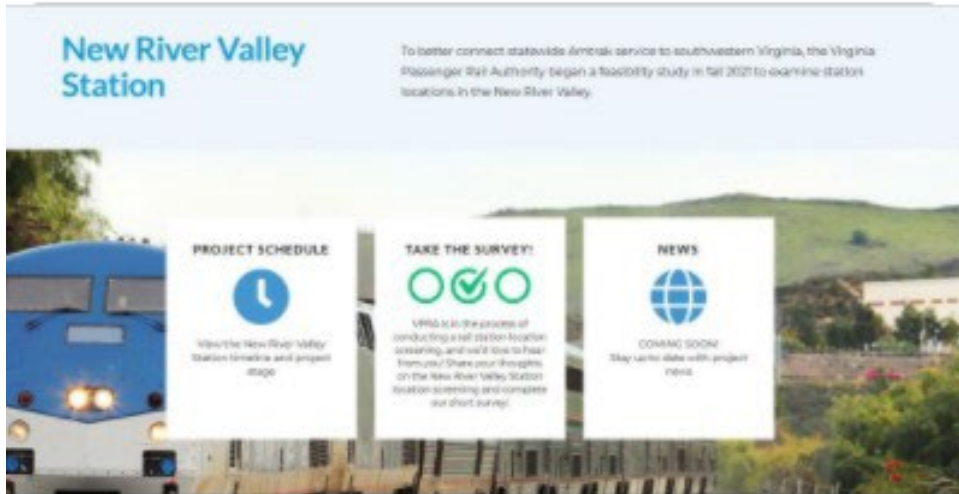 New River Valley
Station
To better connect statewide Amtrak service to southwestern Virginia, the Virginia
Passenger Rail Authority began a feasibility study in fall 2021 to examine station
locations in the New River Valley.
PROJECT SCHEDULE
View the New River Valley
Station timeline and project
stage
TAKE THE SURVEY!
VPRA is in the process of
conducting a rail station location
screening, and we'd love to hear
from you! Share your thoughts
on the New River Valley Station
location screening and complete
our short survey!
NEWS
COMING SOON!
Stay up to date with project
news